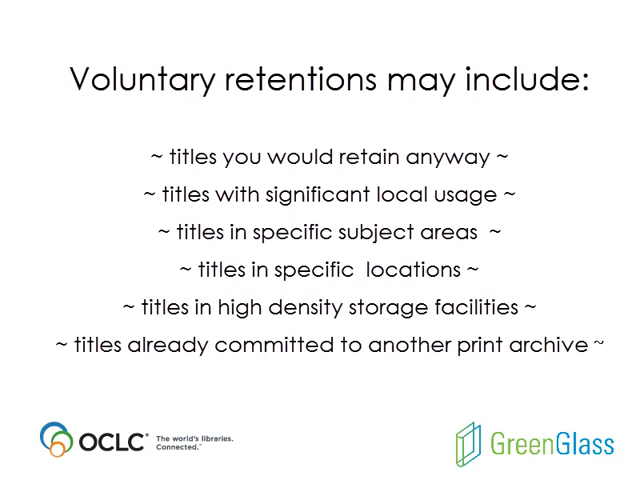 Voluntary retentions may include:
~ titles you would retain anyway ~
~ titles with significant local usage ~
~ titles in specific subject areas ~
~ titles in specific locations ~
~ titles in high density storage facilities ~
~ titles already committed to another print archive ~
OCLC® The world's libraries.
Connected.™
GreenGlass